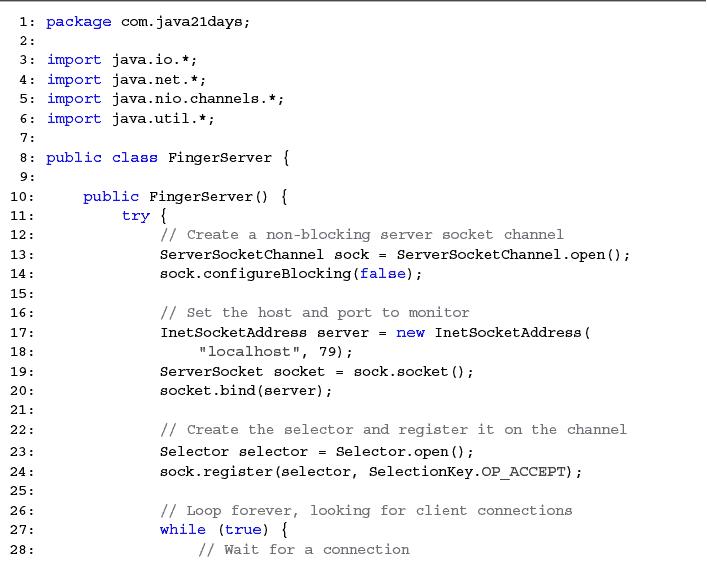 1: package com.java21days;
2:
3: import java.io.*;
4: import java.net.*;
5: import java.nio.channels.*;
6: import java.util.*;
7:
8: public class FingerServer {
9:
10:     public FingerServer() {
11:         try {
12:             // Create a non-blocking server socket channel
13:             ServerSocketChannel sock = ServerSocketChannel.open();
14:             sock.configureBlocking(false);
15:
16:             // Set the host and port to monitor
17:             InetSocketAddress server = new InetSocketAddress(
18:                 "localhost", 79);
19:             ServerSocket socket = sock.socket();
20:             socket.bind(server);
21:
22:             // Create the selector and register it on the channel
23:             Selector selector = Selector.open();
24:             sock.register(selector, SelectionKey.OP_ACCEPT);
25:
26:             // Loop forever, looking for client connections
27:             while (true) {
28:                 // Wait for a connection